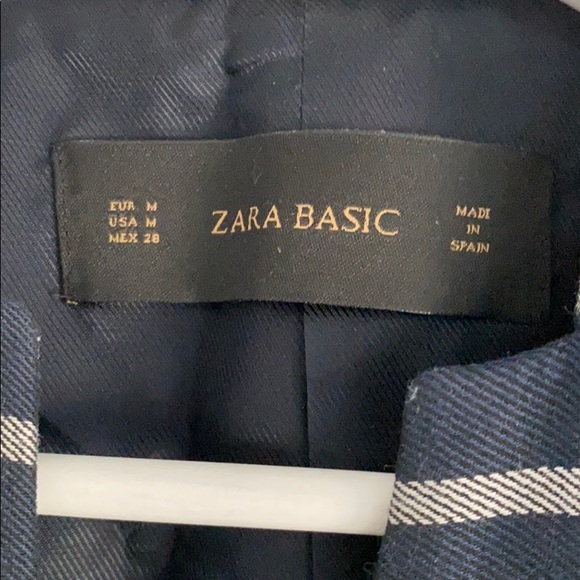 EUR M
USA M
MEX 28
ZARA BASIC
MADE
IN
SPAIN